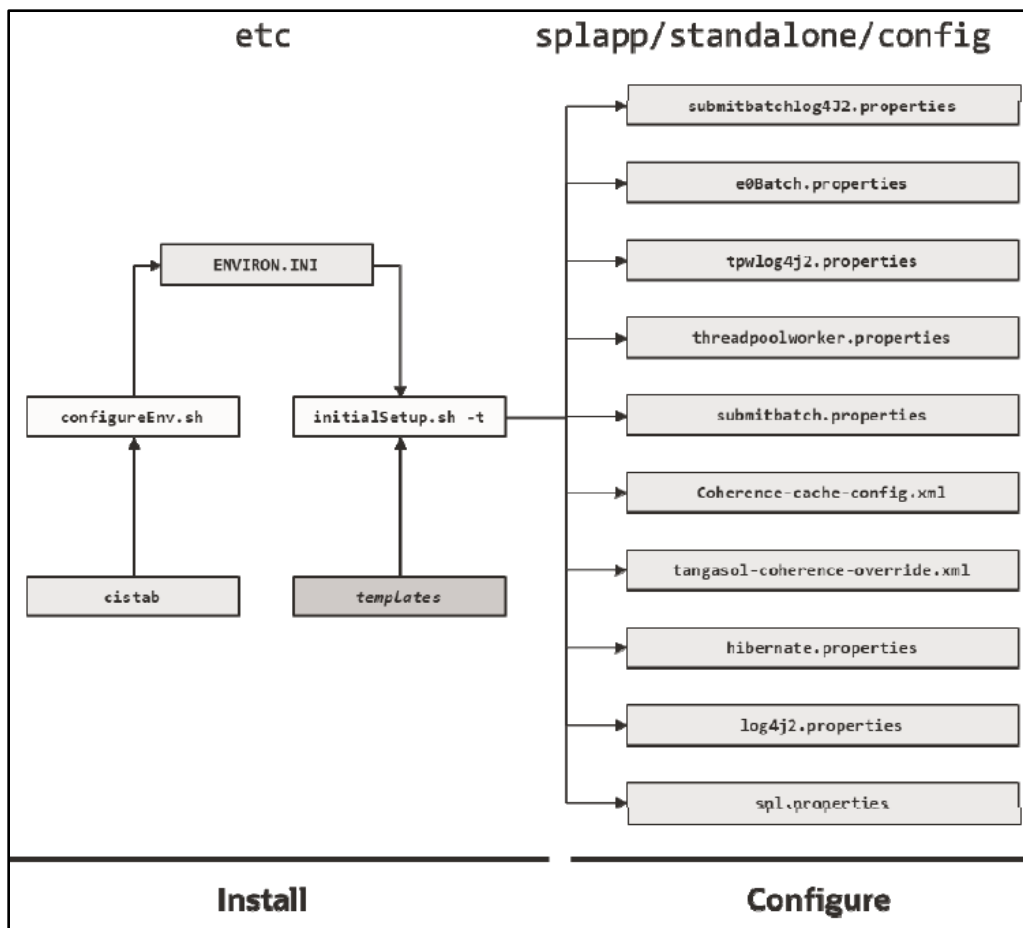 etc
splapp/standalone/config
submitbatchlog4J2.properties
e0Batch.properties
ENVIRON.INI
tpwlog4j2.properties
threadpoolworker.properties
configureEnv.sh
initialSetup.sh -t
submitbatch.properties
Coherence-cache-config.xml
cistab
templates
tangasol-coherence-override.xml
hibernate.properties
log4j2.properties
spl.properties
Install
Configure